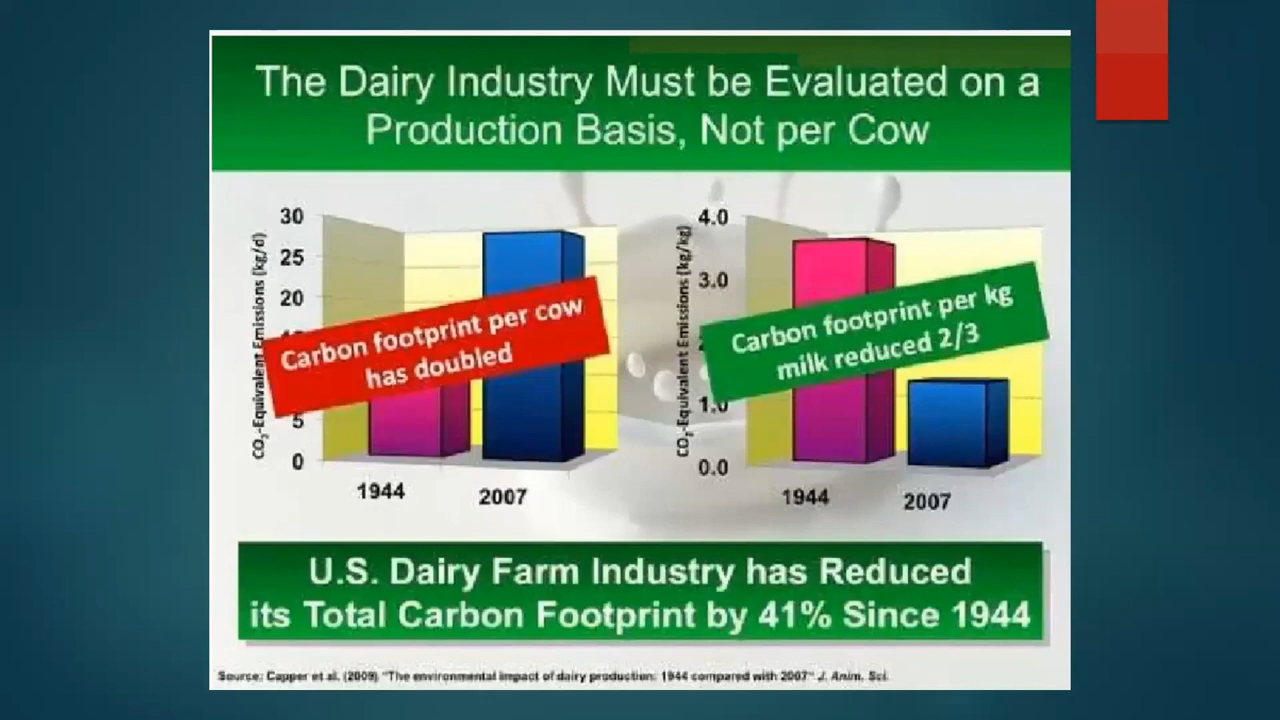 The Dairy Industry Must be Evaluated on a
Production Basis, Not per Cow
CO₂-Equivalent Emissions (kg/d)
30
25
20
5
0
Carbon footprint per cow
has doubled
1944
2007
CO₂-Equivalent Emissions (kg/kg)
4.0
3.0
1.0
0.0
Carbon footprint per kg
milk reduced 2/3
1944
2007
U.S. Dairy Farm Industry has Reduced
its Total Carbon Footprint by 41% Since 1944
Source: Capper et al. (2009) "The environmental impact of dairy production: 1944 compared with 2007" J. Anim. Sci.